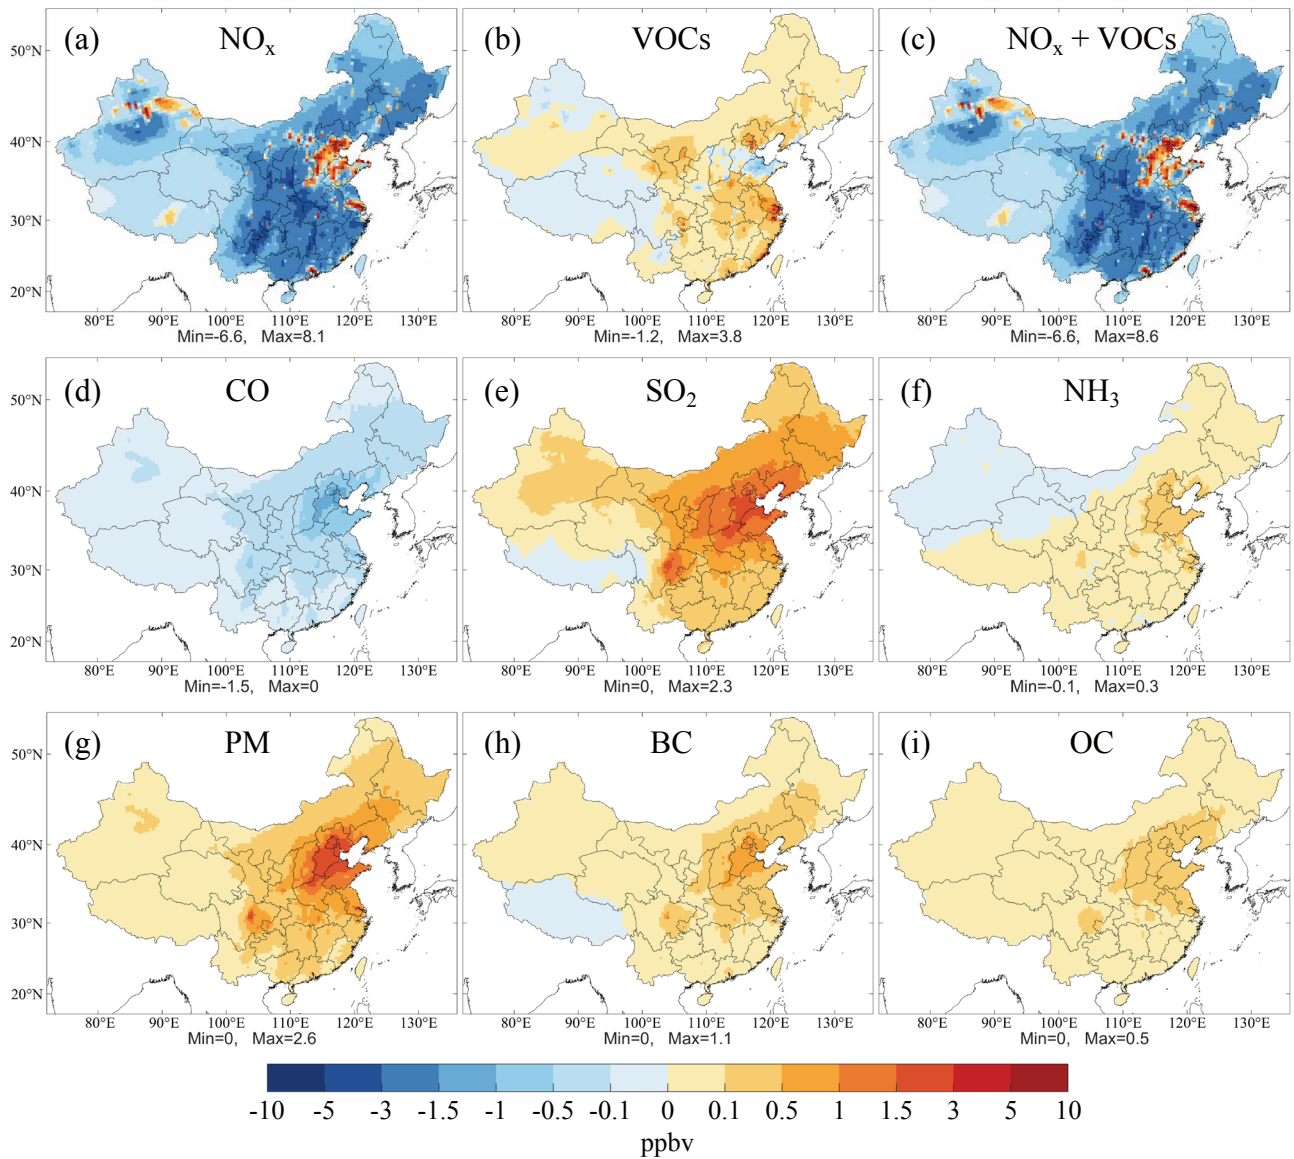 (a) NOx
(b) VOCs
(c) NOx + VOCs
50°N
40°N
30°N
20°N
80°E 90°E 100°E 110°E 120°E 130°E
80°E 90°E 100°E 110°E 120°E 130°E
80°E 90°E 100°E 110°E 120°E 130°E
Min=-6.6, Max=8.1
Min=-1.2, Max=3.8
Min=-6.6, Max=8.6
(d) CO
(e) SO2
(f) NH3
50°N
40°N
30°N
20°N
80°E 90°E 100°E 110°E 120°E 130°E
80°E 90°E 100°E 110°E 120°E 130°E
80°E 90°E 100°E 110°E 120°E 130°E
Min=-1.5, Max=0
Min=0, Max=2.3
Min=-0.1, Max=0.3
(g) PM
(h) BC
(i) OC
50°N
40°N
30°N
20°N
80°E 90°E 100°E 110°E 120°E 130°E
80°E 90°E 100°E 110°E 120°E 130°E
80°E 90°E 100°E 110°E 120°E 130°E
Min=0, Max=2.6
Min=0, Max=1.1
Min=0, Max=0.5
-10 -5 -3 -1.5 -1 -0.5 -0.1 0 0.1 0.5 1 1.5 3 5 10
ppbv